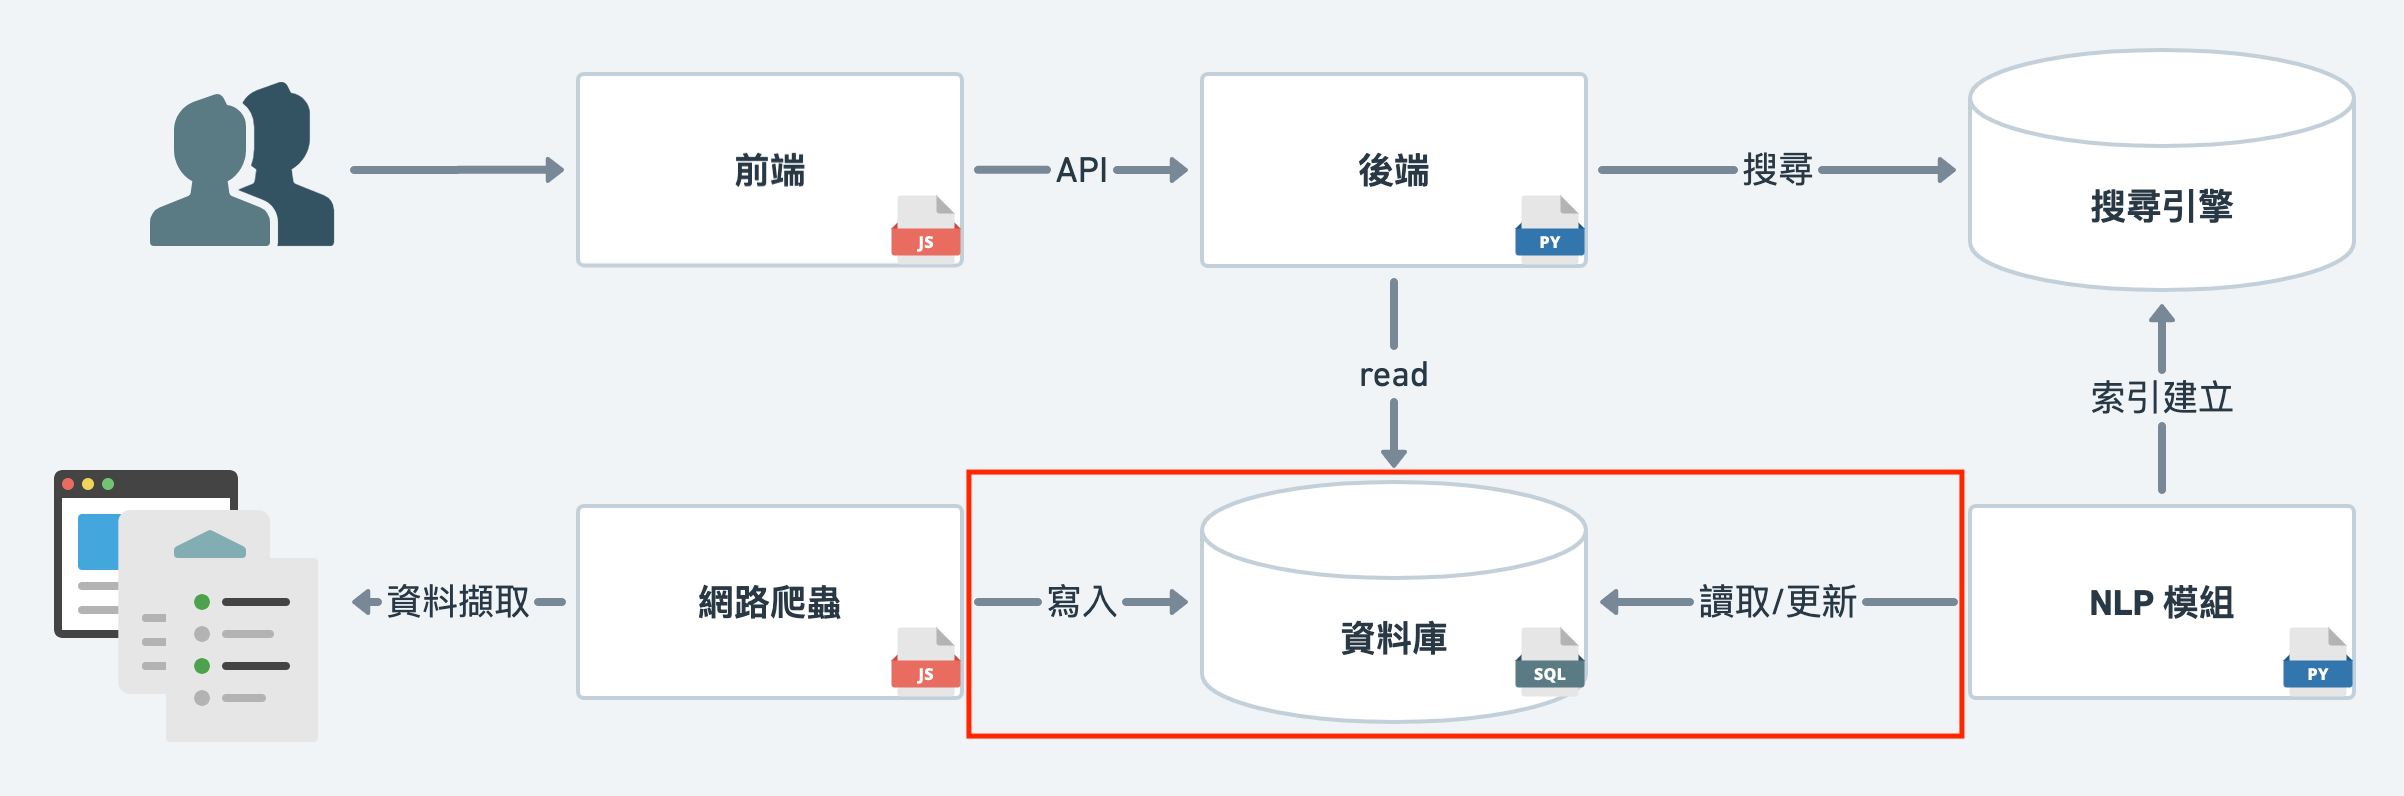 前端
JS
API
後端
PY
搜尋
搜尋引擎
read
索引建立
資料擷取
網路爬蟲
JS
寫入
資料庫
SQL
讀取/更新
NLP 模組
PY